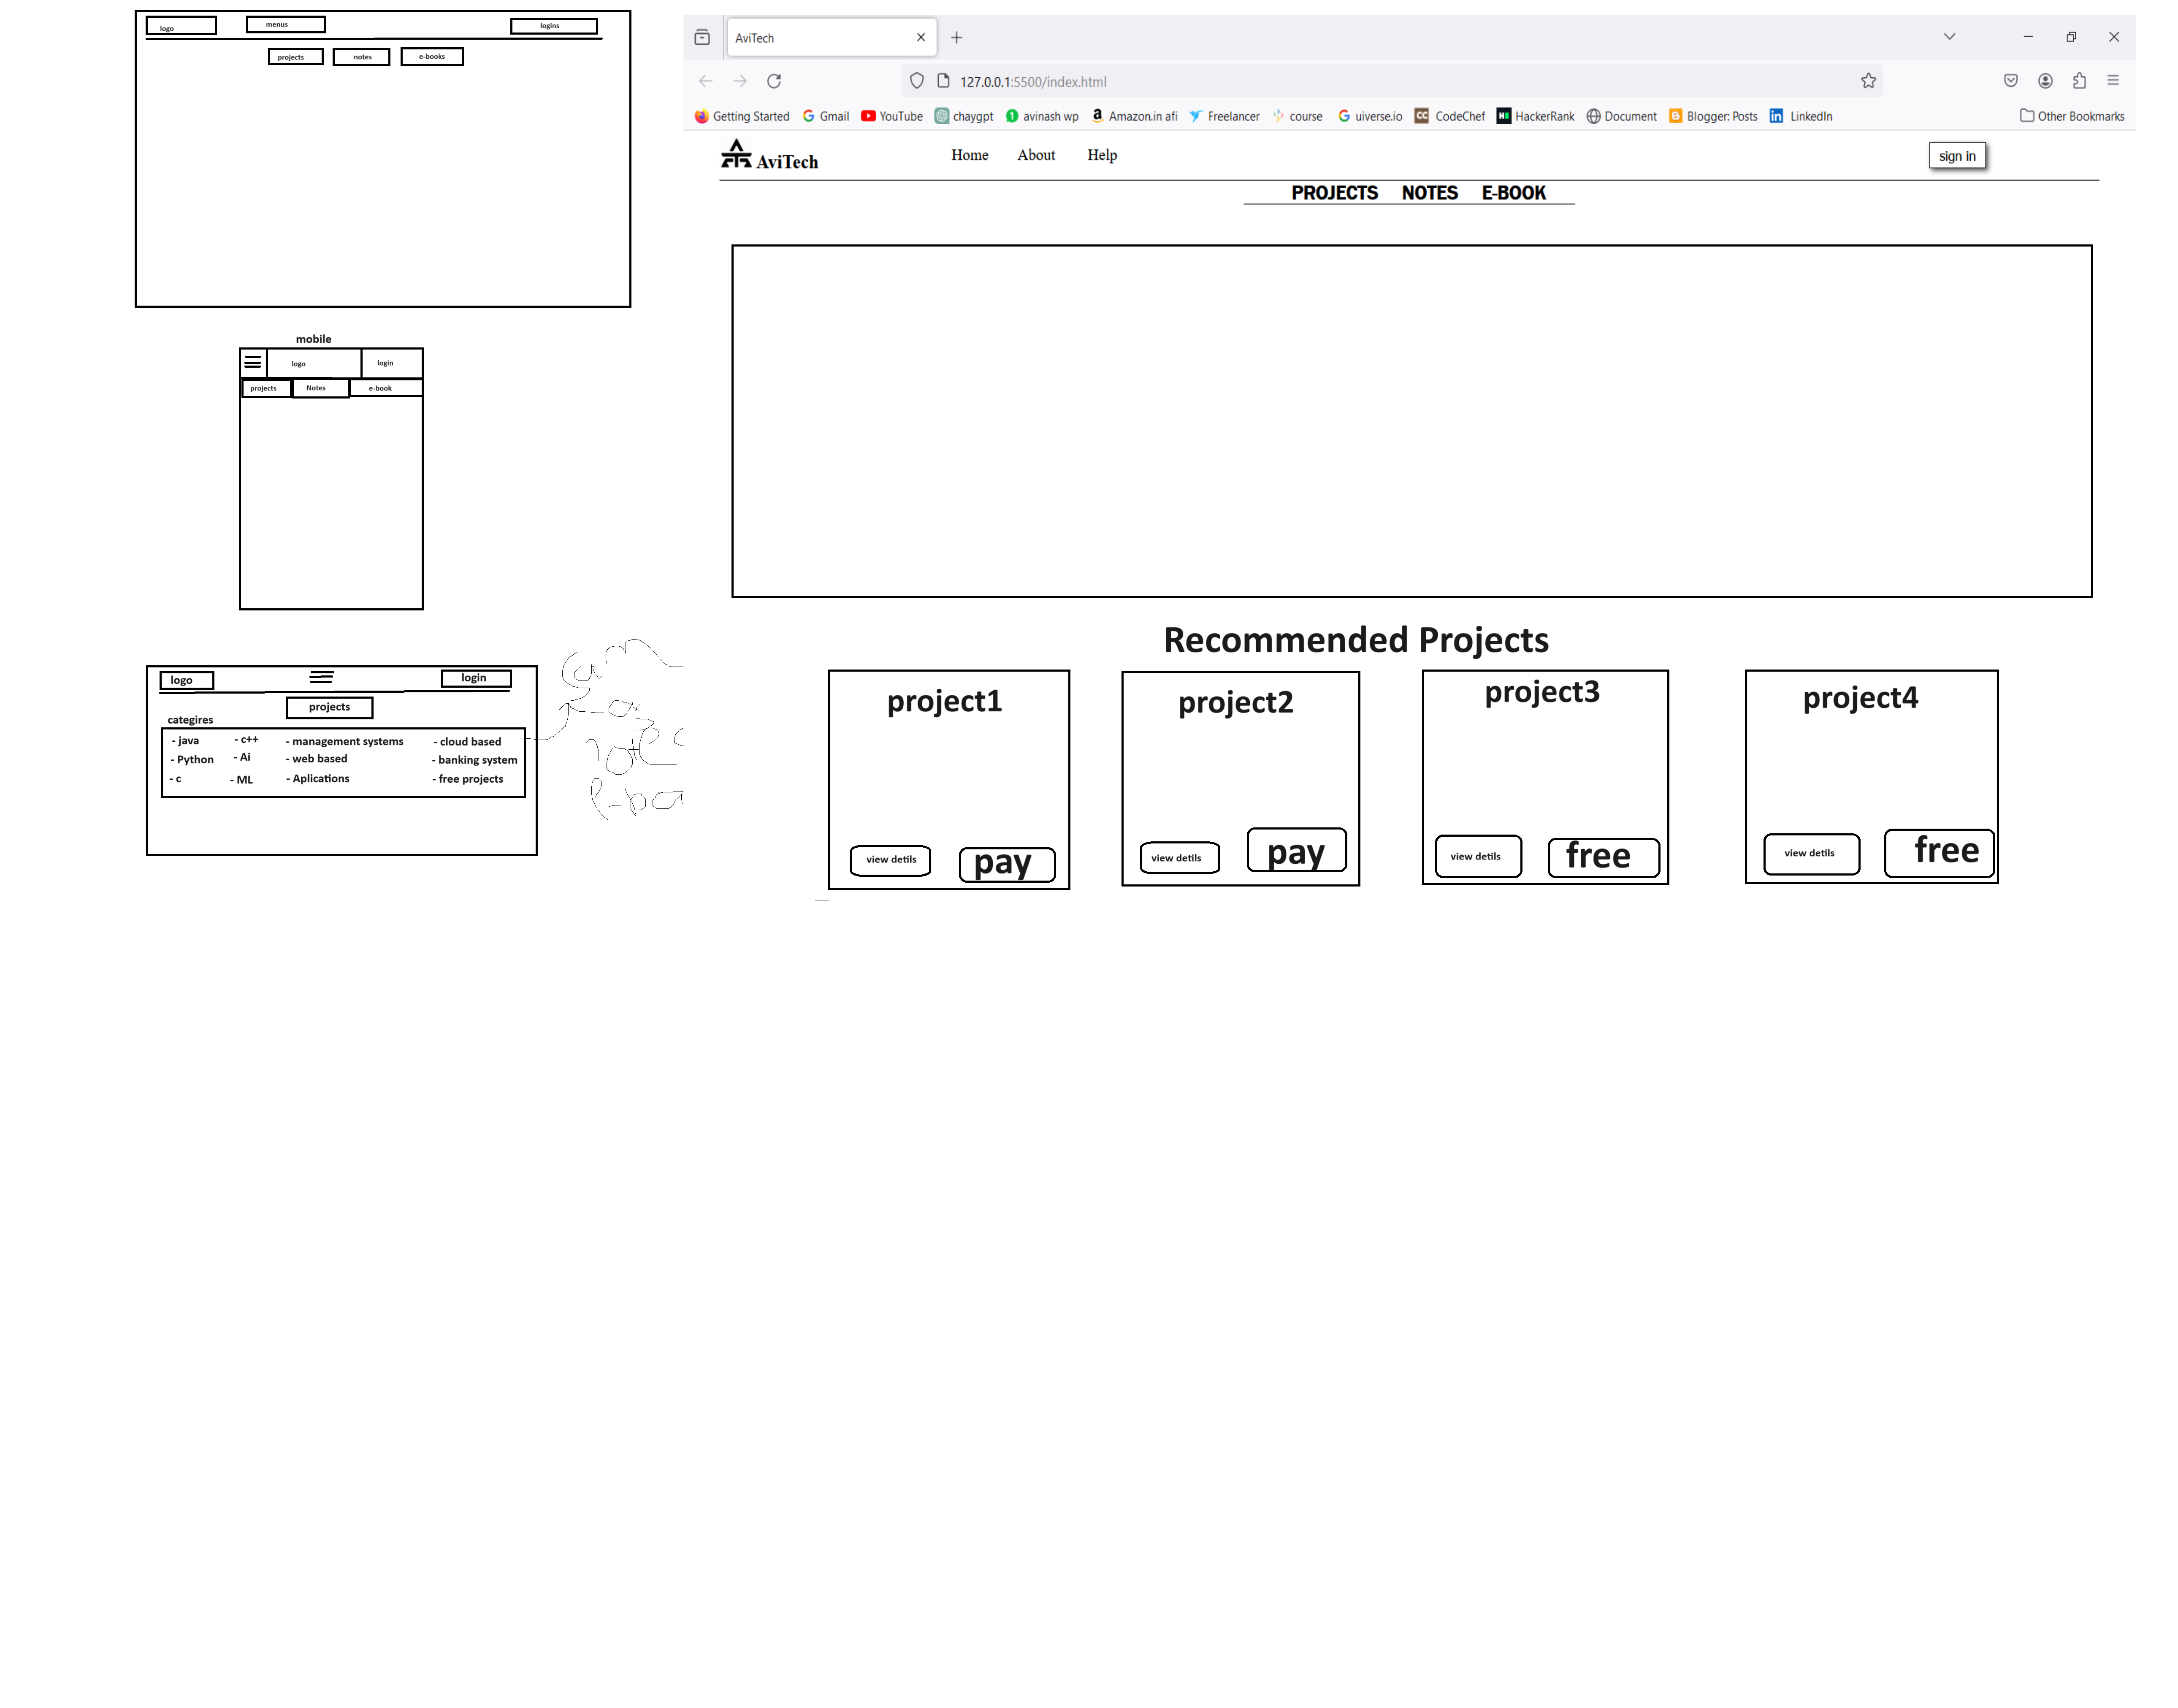 logo
menus
logins
projects
notes
e-books
mobile
logo
login
projects
Notes
e-book
logo
login
projects
categires
- java
- c++
- management systems
- cloud based
- Python
- Ai
- web based
- banking system
- c
- ML
- Aplications
- free projects
for
notes
AviTech
127.0.0.1:5500/index.html
Getting Started
Gmail
YouTube
chaygpt
avinash wp
Amazon.in afi
Freelancer
course
uiverse.io
CodeChef
HackerRank
Document
Blogger: Posts
LinkedIn
Other Bookmarks
AviTech
Home
About
Help
sign in
PROJECTS NOTES E-BOOK
Recommended Projects
project1
project2
project3
project4
view detils
pay
view detils
pay
view detils
free
view detils
free